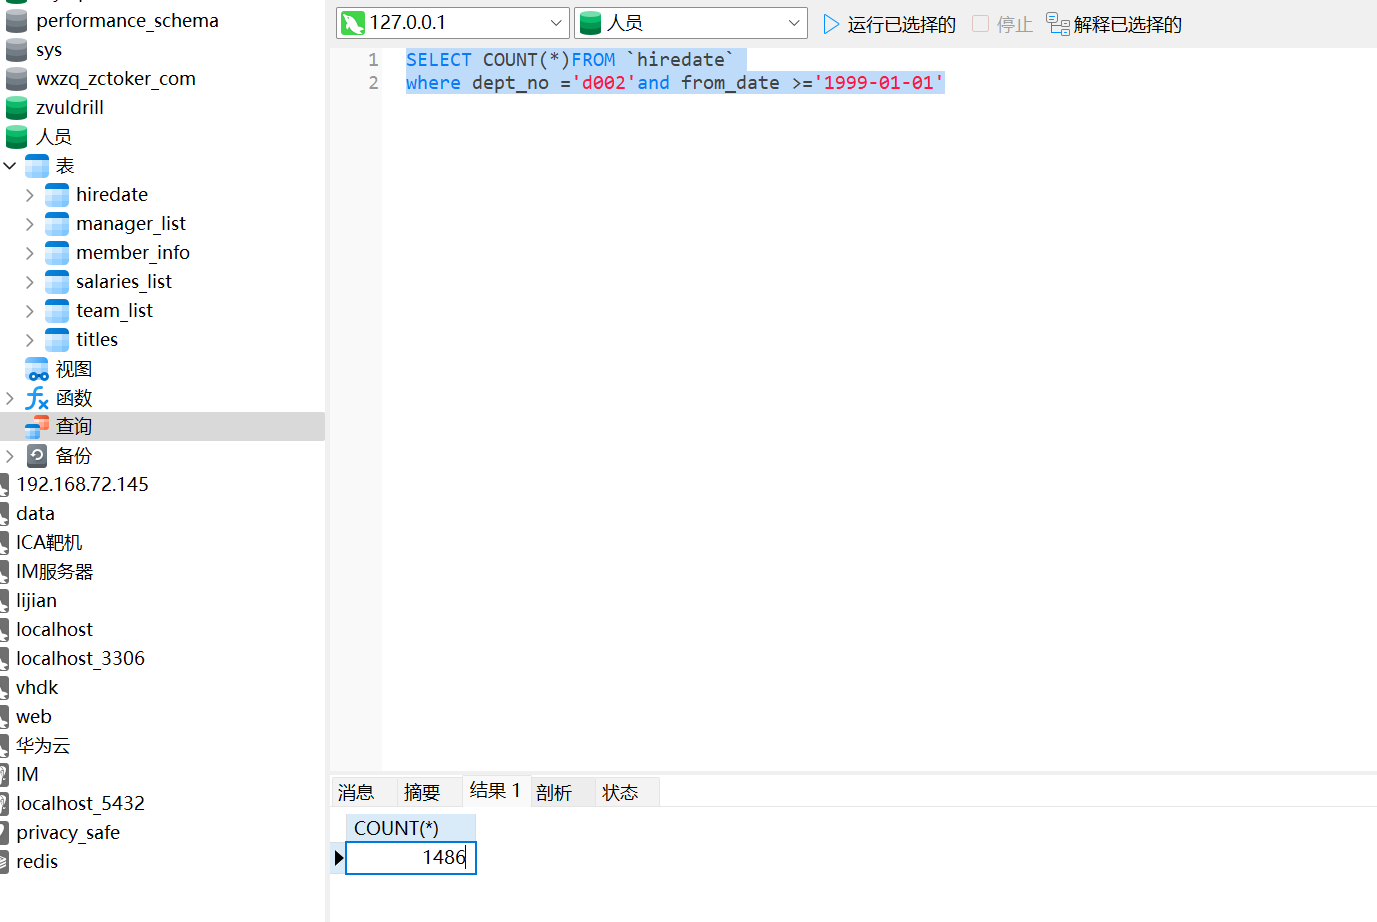 performance_schema
sys
wxzq_zctoker_com
zvuldrill
人员
表
hiredate
manager_list
member_info
salaries_list
team_list
titles
视图
函数
查询
备份
192.168.72.145
data
ICA靶机
IM服务器
lijian
localhost
localhost_3306
vhdk
web
华为云
IM
localhost_5432
privacy_safe
redis
127.0.0.1 人员 运行已选择的 停止 解释已选择的
1 SELECT COUNT(*)FROM `hiredate`
2 where dept_no ='d002'and from_date >='1999-01-01'
消息 摘要 结果 1 剖析 状态
COUNT(*)
1486